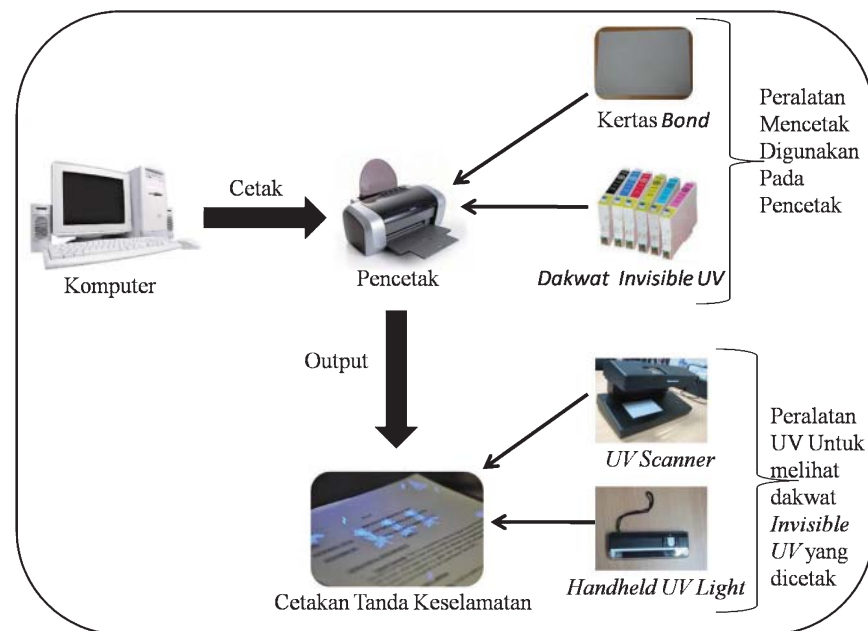 Kertas Bond
Peralatan
Mencetak
Digunakan
Pada
Pencetak
Cetak
Komputer
Pencetak
Dakwat Invisible UV
Output
UV Scanner
Peralatan
UV Untuk
melihat
dakwat
Invisible
UV yang
dicetak
Handheld UV Light
Cetakan Tanda Keselamatan